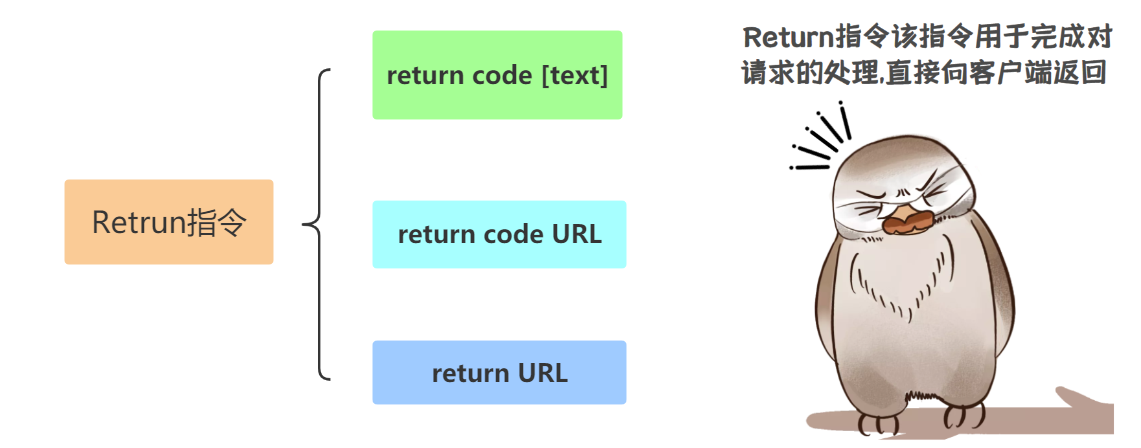 Retrun指令
return code [text]
return code URL
return URL
Return指令该指令用于完成对
请求的处理,直接向客户端返回